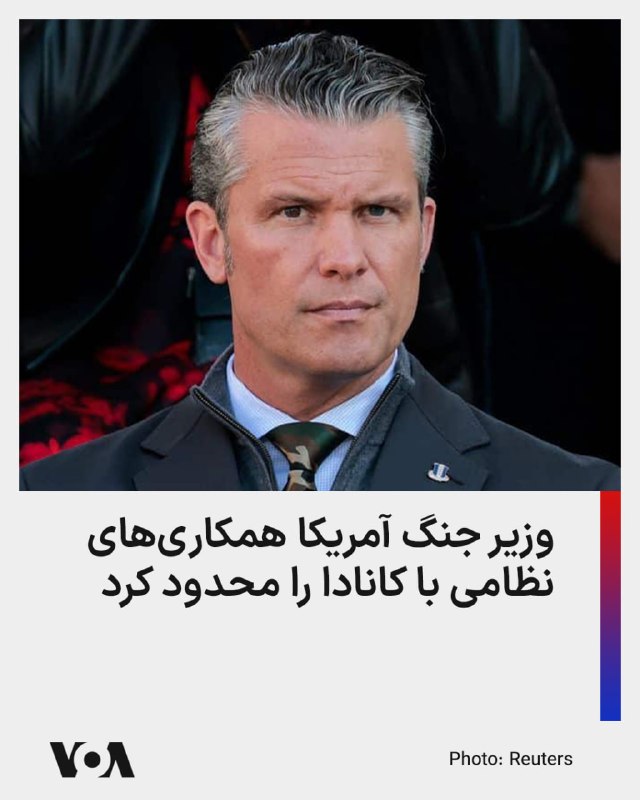 وزیر جنگ آمریکا همکاری‌های
نظامی با کانادا را محدود کرد
VOA
Photo: Reuters